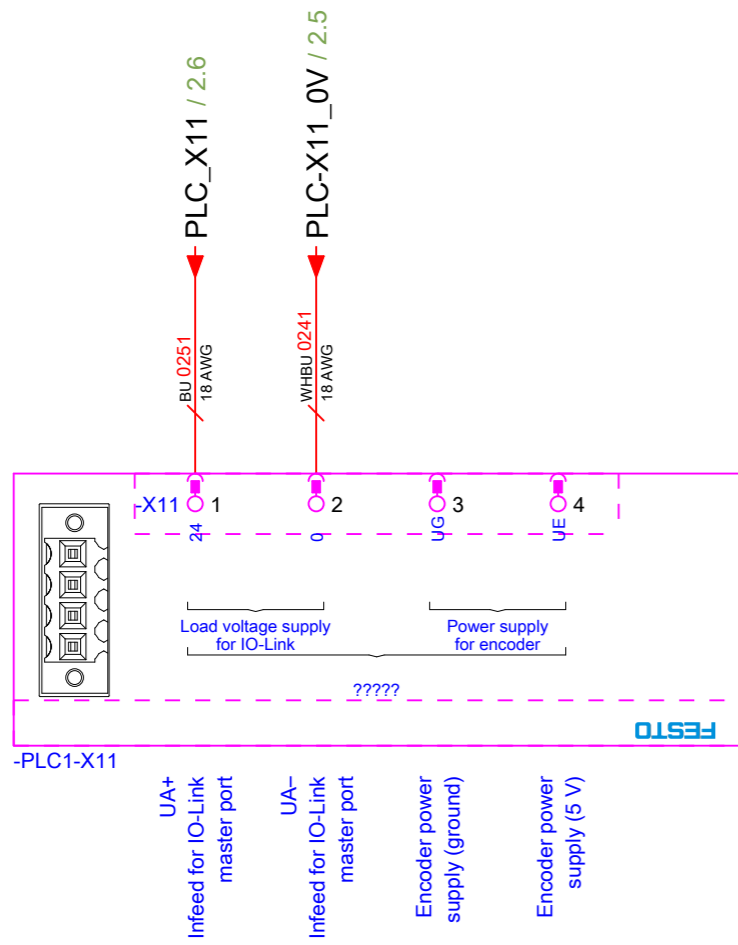 PLC_X11 / 2.6
PLC-X11_0V / 2.5
BU 0251
18 AWG
WHBU 0241
18 AWG
-X11
1
2
3
4
24
0
UG
UE
Load voltage supply
for IO-Link
Power supply
for encoder
?????
FESTO
-PLC1-X11
UA+
Infeed for IO-Link
master port
UA–
Infeed for IO-Link
master port
Encoder power
supply (ground)
Encoder power
supply (5 V)